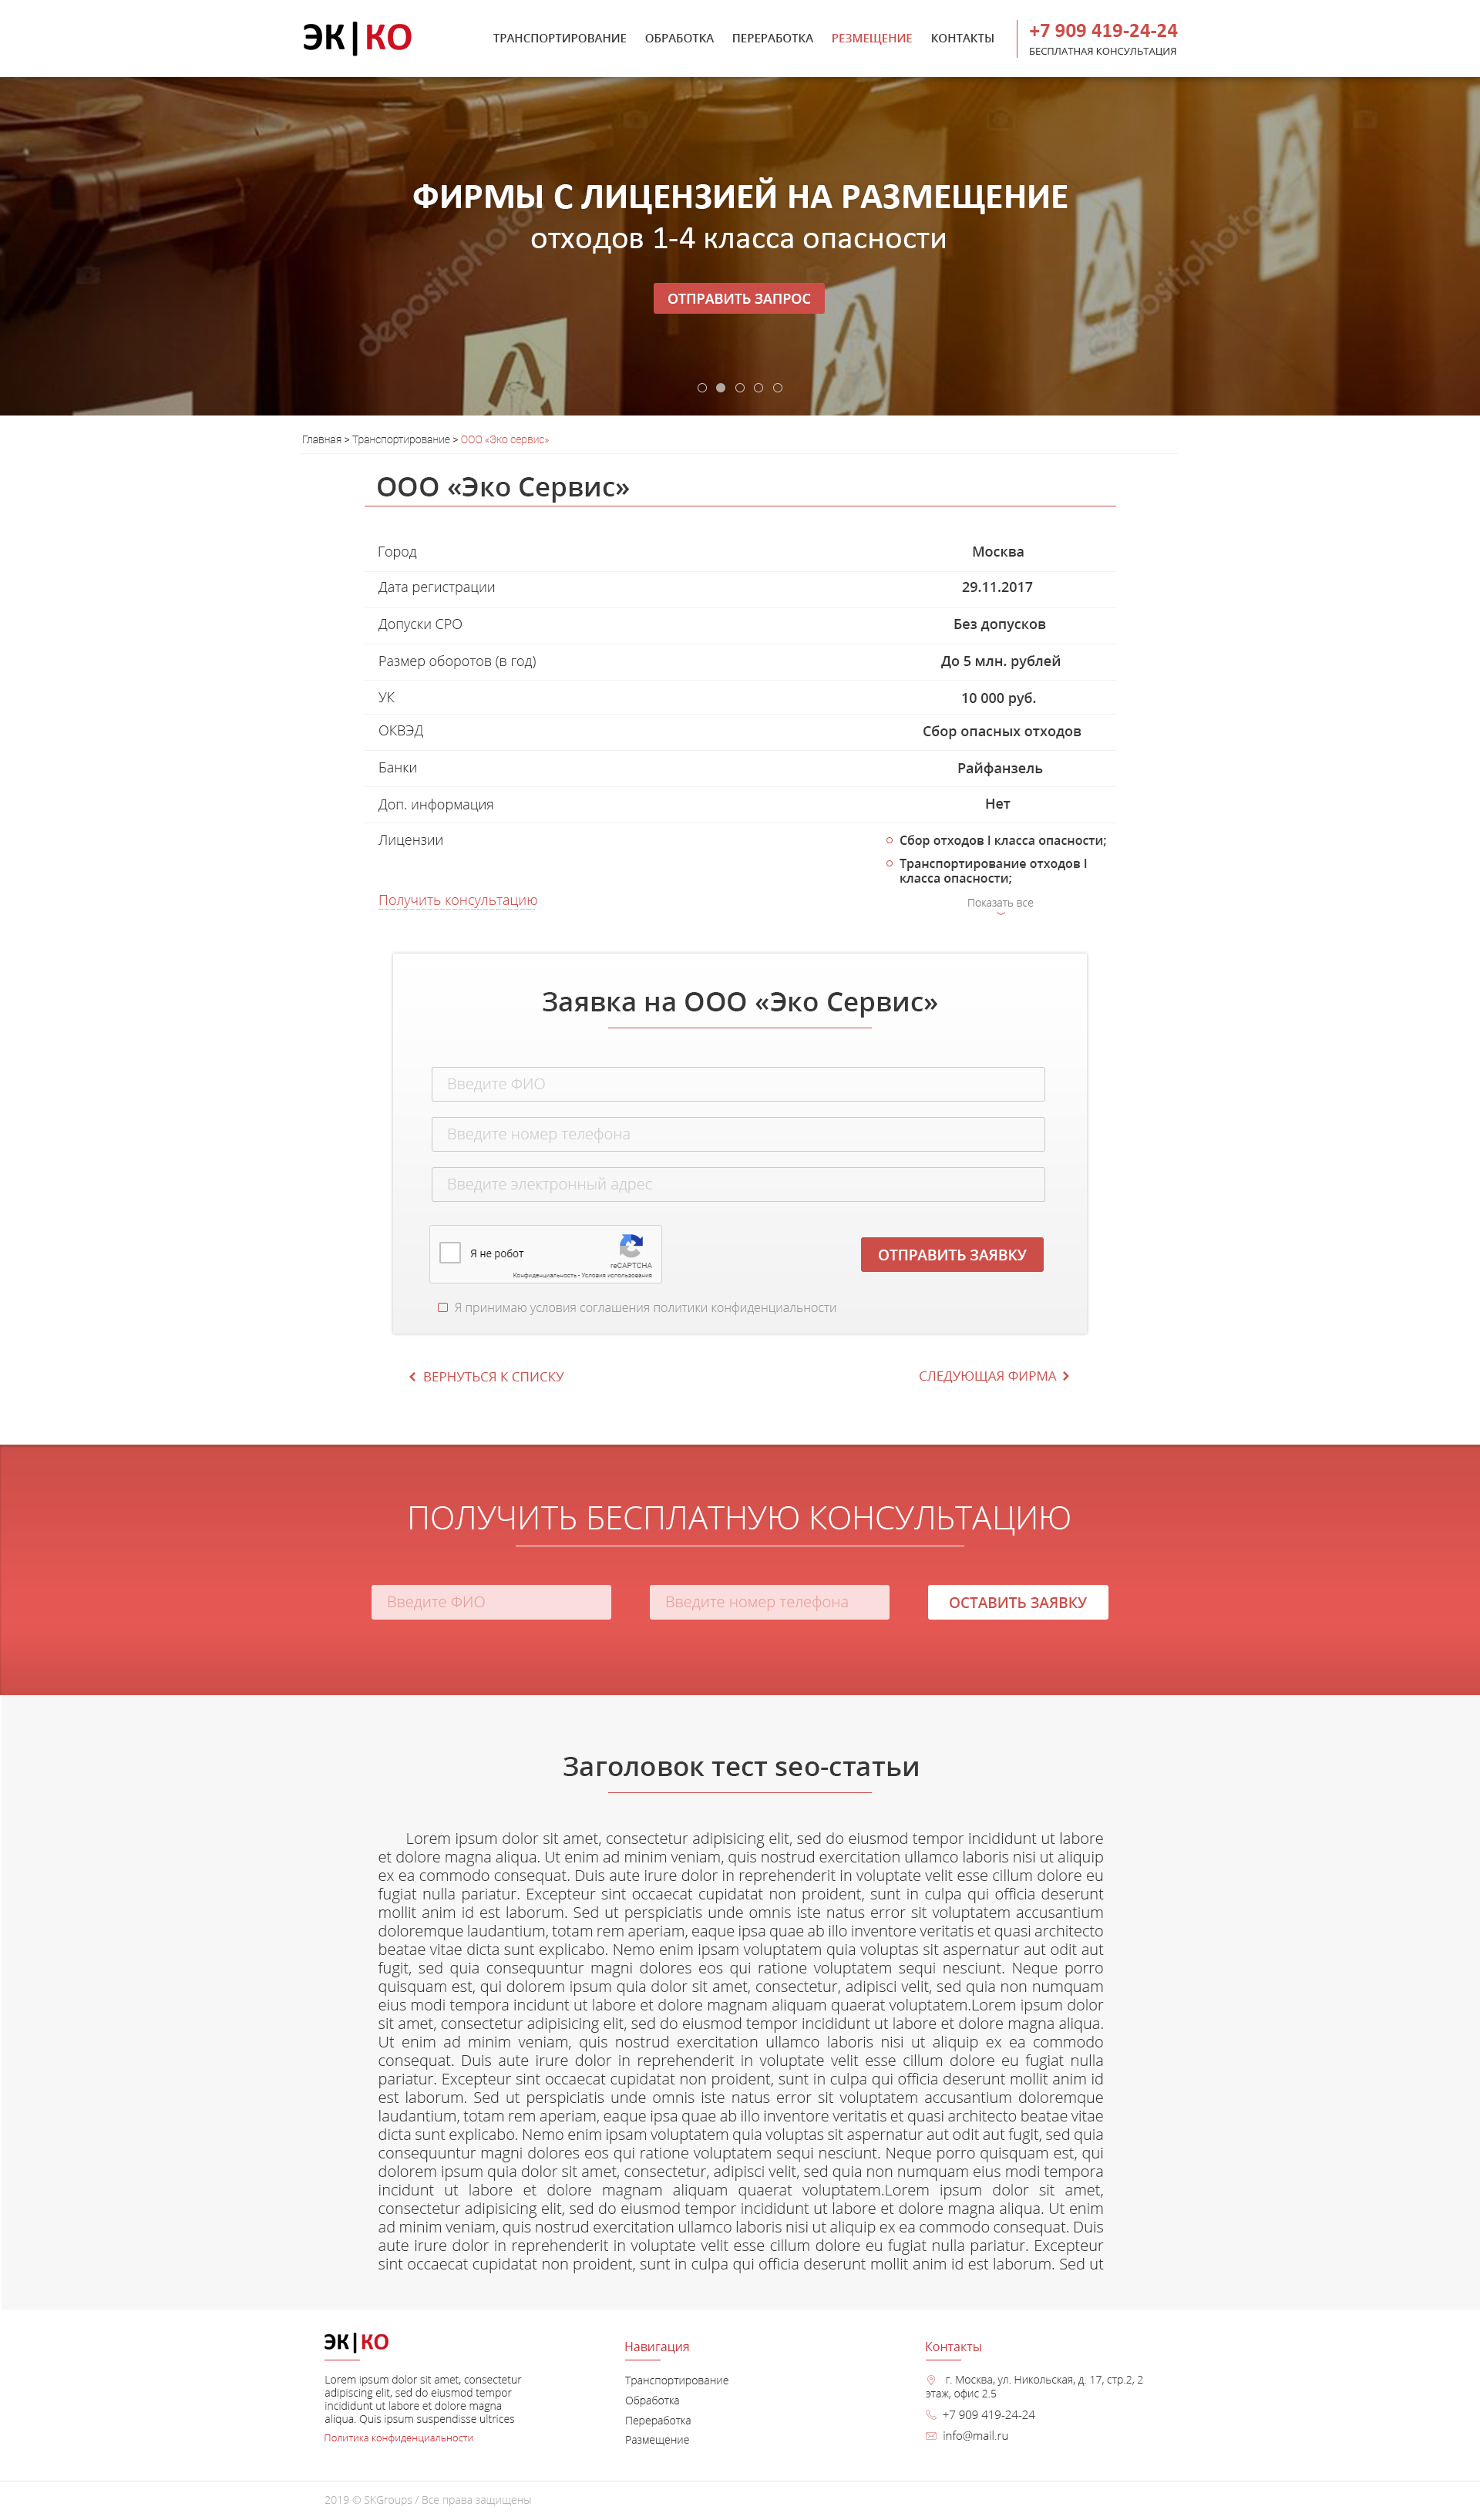 ЭК|КО
ТРАНСПОРТИРОВАНИЕ ОБРАБОТКА ПЕРЕРАБОТКА РЕЗМЕЩЕНИЕ КОНТАКТЫ
+7 909 419-24-24
БЕСПЛАТНАЯ КОНСУЛЬТАЦИЯ
ФИРМЫ С ЛИЦЕНЗИЕЙ НА РАЗМЕЩЕНИЕ
отходов 1-4 класса опасности
depositphotos
depositphotos
ОТПРАВИТЬ ЗАПРОС
Главная > Транспортирование > ООО «Эко сервис»
ООО «Эко Сервис»
Город Москва
Дата регистрации 29.11.2017
Допуски СРО Без допусков
Размер оборотов (в год) До 5 млн. рублей
УК 10 000 руб.
ОКВЭД Сбор опасных отходов
Банки Райфанзель
Доп. информация Нет
Лицензии Сбор отходов I класса опасности;
Транспортирование отходов I
класса опасности;
Получить консультацию Показать все
Заявка на ООО «Эко Сервис»
Введите ФИО
Введите номер телефона
Введите электронный адрес
Я не робот
reCAPTCHA
Конфиденциальность - Условия использования
ОТПРАВИТЬ ЗАЯВКУ
Я принимаю условия соглашения политики конфиденциальности
ВЕРНУТЬСЯ К СПИСКУ СЛЕДУЮЩАЯ ФИРМА
ПОЛУЧИТЬ БЕСПЛАТНУЮ КОНСУЛЬТАЦИЮ
Введите ФИО Введите номер телефона ОСТАВИТЬ ЗАЯВКУ
Заголовок тест seo-статьи
Lorem ipsum dolor sit amet, consectetur adipisicing elit, sed do eiusmod tempor incididunt ut labore
et dolore magna aliqua. Ut enim ad minim veniam, quis nostrud exercitation ullamco laboris nisi ut aliquip
ex ea commodo consequat. Duis aute irure dolor in reprehenderit in voluptate velit esse cillum dolore eu
fugiat nulla pariatur. Excepteur sint occaecat cupidatat non proident, sunt in culpa qui officia deserunt
mollit anim id est laborum. Sed ut perspiciatis unde omnis iste natus error sit voluptatem accusantium
doloremque laudantium, totam rem aperiam, eaque ipsa quae ab illo inventore veritatis et quasi architecto
beatae vitae dicta sunt explicabo. Nemo enim ipsam voluptatem quia voluptas sit aspernatur aut odit aut
fugit, sed quia consequuntur magni dolores eos qui ratione voluptatem sequi nesciunt. Neque porro
quisquam est, qui dolorem ipsum quia dolor sit amet, consectetur, adipisci velit, sed quia non numquam
eius modi tempora incidunt ut labore et dolore magnam aliquam quaerat voluptatem.Lorem ipsum dolor
sit amet, consectetur adipisicing elit, sed do eiusmod tempor incididunt ut labore et dolore magna aliqua.
Ut enim ad minim veniam, quis nostrud exercitation ullamco laboris nisi ut aliquip ex ea commodo
consequat. Duis aute irure dolor in reprehenderit in voluptate velit esse cillum dolore eu fugiat nulla
pariatur. Excepteur sint occaecat cupidatat non proident, sunt in culpa qui officia deserunt mollit anim id
est laborum. Sed ut perspiciatis unde omnis iste natus error sit voluptatem accusantium doloremque
laudantium, totam rem aperiam, eaque ipsa quae ab illo inventore veritatis et quasi architecto beatae vitae
dicta sunt explicabo. Nemo enim ipsam voluptatem quia voluptas sit aspernatur aut odit aut fugit, sed quia
consequuntur magni dolores eos qui ratione voluptatem sequi nesciunt. Neque porro quisquam est, qui
dolorem ipsum quia dolor sit amet, consectetur, adipisci velit, sed quia non numquam eius modi tempora
incidunt ut labore et dolore magnam aliquam quaerat voluptatem.Lorem ipsum dolor sit amet,
consectetur adipisicing elit, sed do eiusmod tempor incididunt ut labore et dolore magna aliqua. Ut enim
ad minim veniam, quis nostrud exercitation ullamco laboris nisi ut aliquip ex ea commodo consequat. Duis
aute irure dolor in reprehenderit in voluptate velit esse cillum dolore eu fugiat nulla pariatur. Excepteur
sint occaecat cupidatat non proident, sunt in culpa qui officia deserunt mollit anim id est laborum. Sed ut
ЭК|КО
Lorem ipsum dolor sit amet, consectetur
adipiscing elit, sed do eiusmod tempor
incididunt ut labore et dolore magna
aliqua. Quis ipsum suspendisse ultrices
Политика конфиденциальности
Навигация
Транспортирование
Обработка
Переработка
Размещение
Контакты
г. Москва, ул. Никольская, д. 17, стр.2, 2
этаж, офис 2.5
+7 909 419-24-24
info@mail.ru
2019 © SKGroups / Все права защищены